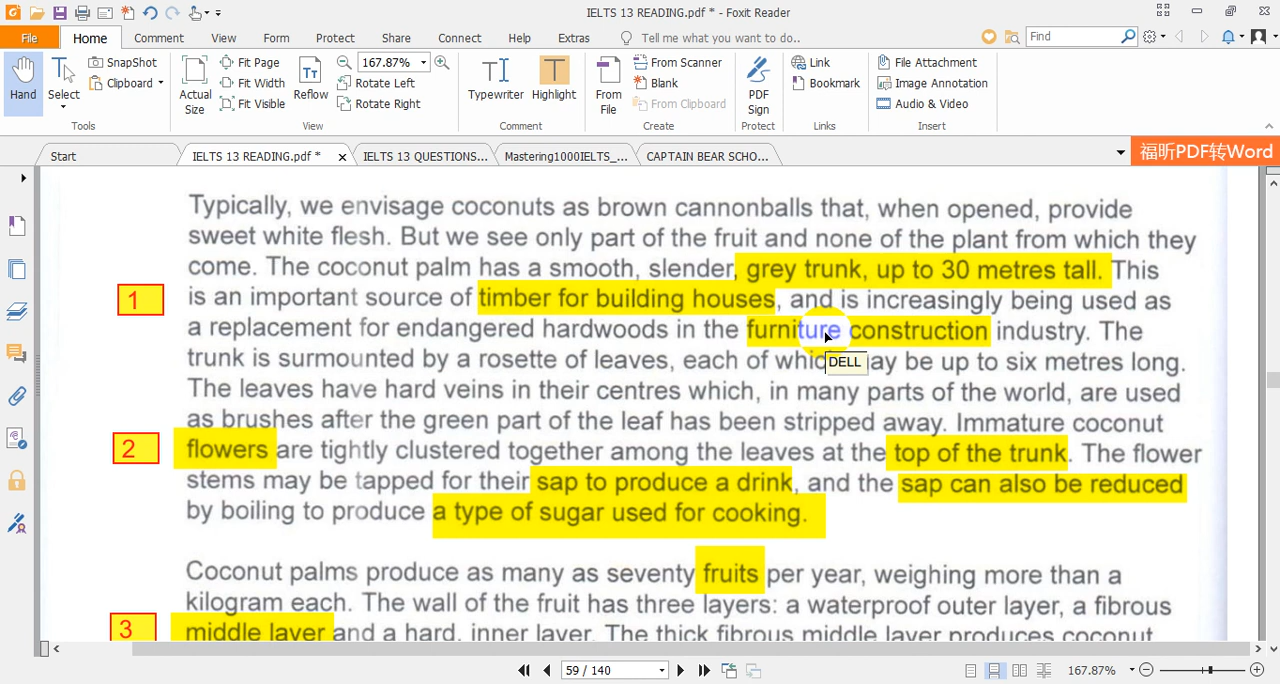 IELTS 13 READING.pdf * - Foxit Reader
File Home Comment View Form Protect Share Connect Help Extras Tell me what you want to do.. Find
Hand Select SnapShot Clipboard Actual Size Fit Page Fit Width Fit Visible Reflow 167.87% Rotate Left Rotate Right Typewriter Highlight From File From Scanner Blank From Clipboard PDF Sign Link Bookmark File Attachment Image Annotation Audio & Video
Tools View Comment Create Protect Links Insert
Start IELTS 13 READING.pdf * IELTS 13 QUESTIONS... Mastering1000IELTS_... CAPTAIN BEAR SCHO... 福昕PDF转Word
Typically, we envisage coconuts as brown cannonballs that, when opened, provide
sweet white flesh. But we see only part of the fruit and none of the plant from which they
come. The coconut palm has a smooth, slender, grey trunk, up to 30 metres tall. This
1 is an important source of timber for building houses, and is increasingly being used as
a replacement for endangered hardwoods in the furniture construction industry. The
trunk is surmounted by a rosette of leaves, each of which may be up to six metres long.
DELL
The leaves have hard veins in their centres which, in many parts of the world, are used
as brushes after the green part of the leaf has been stripped away. Immature coconut
2 flowers are tightly clustered together among the leaves at the top of the trunk. The flower
stems may be tapped for their sap to produce a drink, and the sap can also be reduced
by boiling to produce a type of sugar used for cooking.
Coconut palms produce as many as seventy fruits per year, weighing more than a
kilogram each. The wall of the fruit has three layers: a waterproof outer layer, a fibrous
3 middle layer and a hard, inner layer. The thick fibrous middle layer produces coconut
59 / 140 167.87%